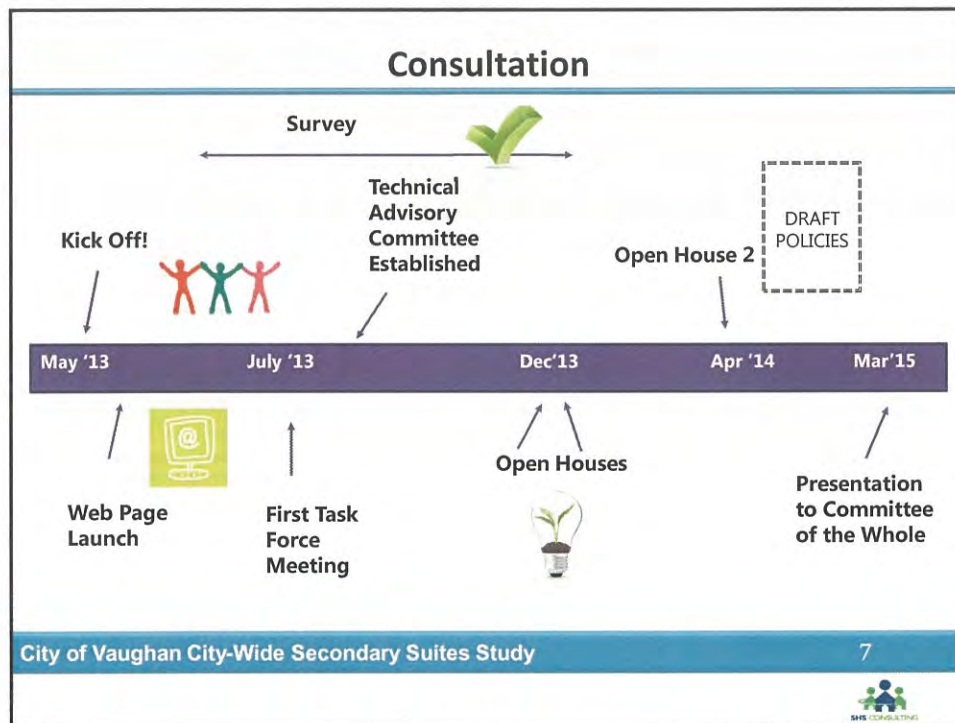 Consultation
Survey
Technical
Advisory
Committee
Established
Kick Off!
Open House 2
DRAFT
POLICIES
May '13
July '13
Dec'13
Apr '14
Mar'15
@
Web Page
Launch
First Task
Force
Meeting
Open Houses
Presentation
to Committee
of the Whole
City of Vaughan City-Wide Secondary Suites Study
7
SHS CONSULTING